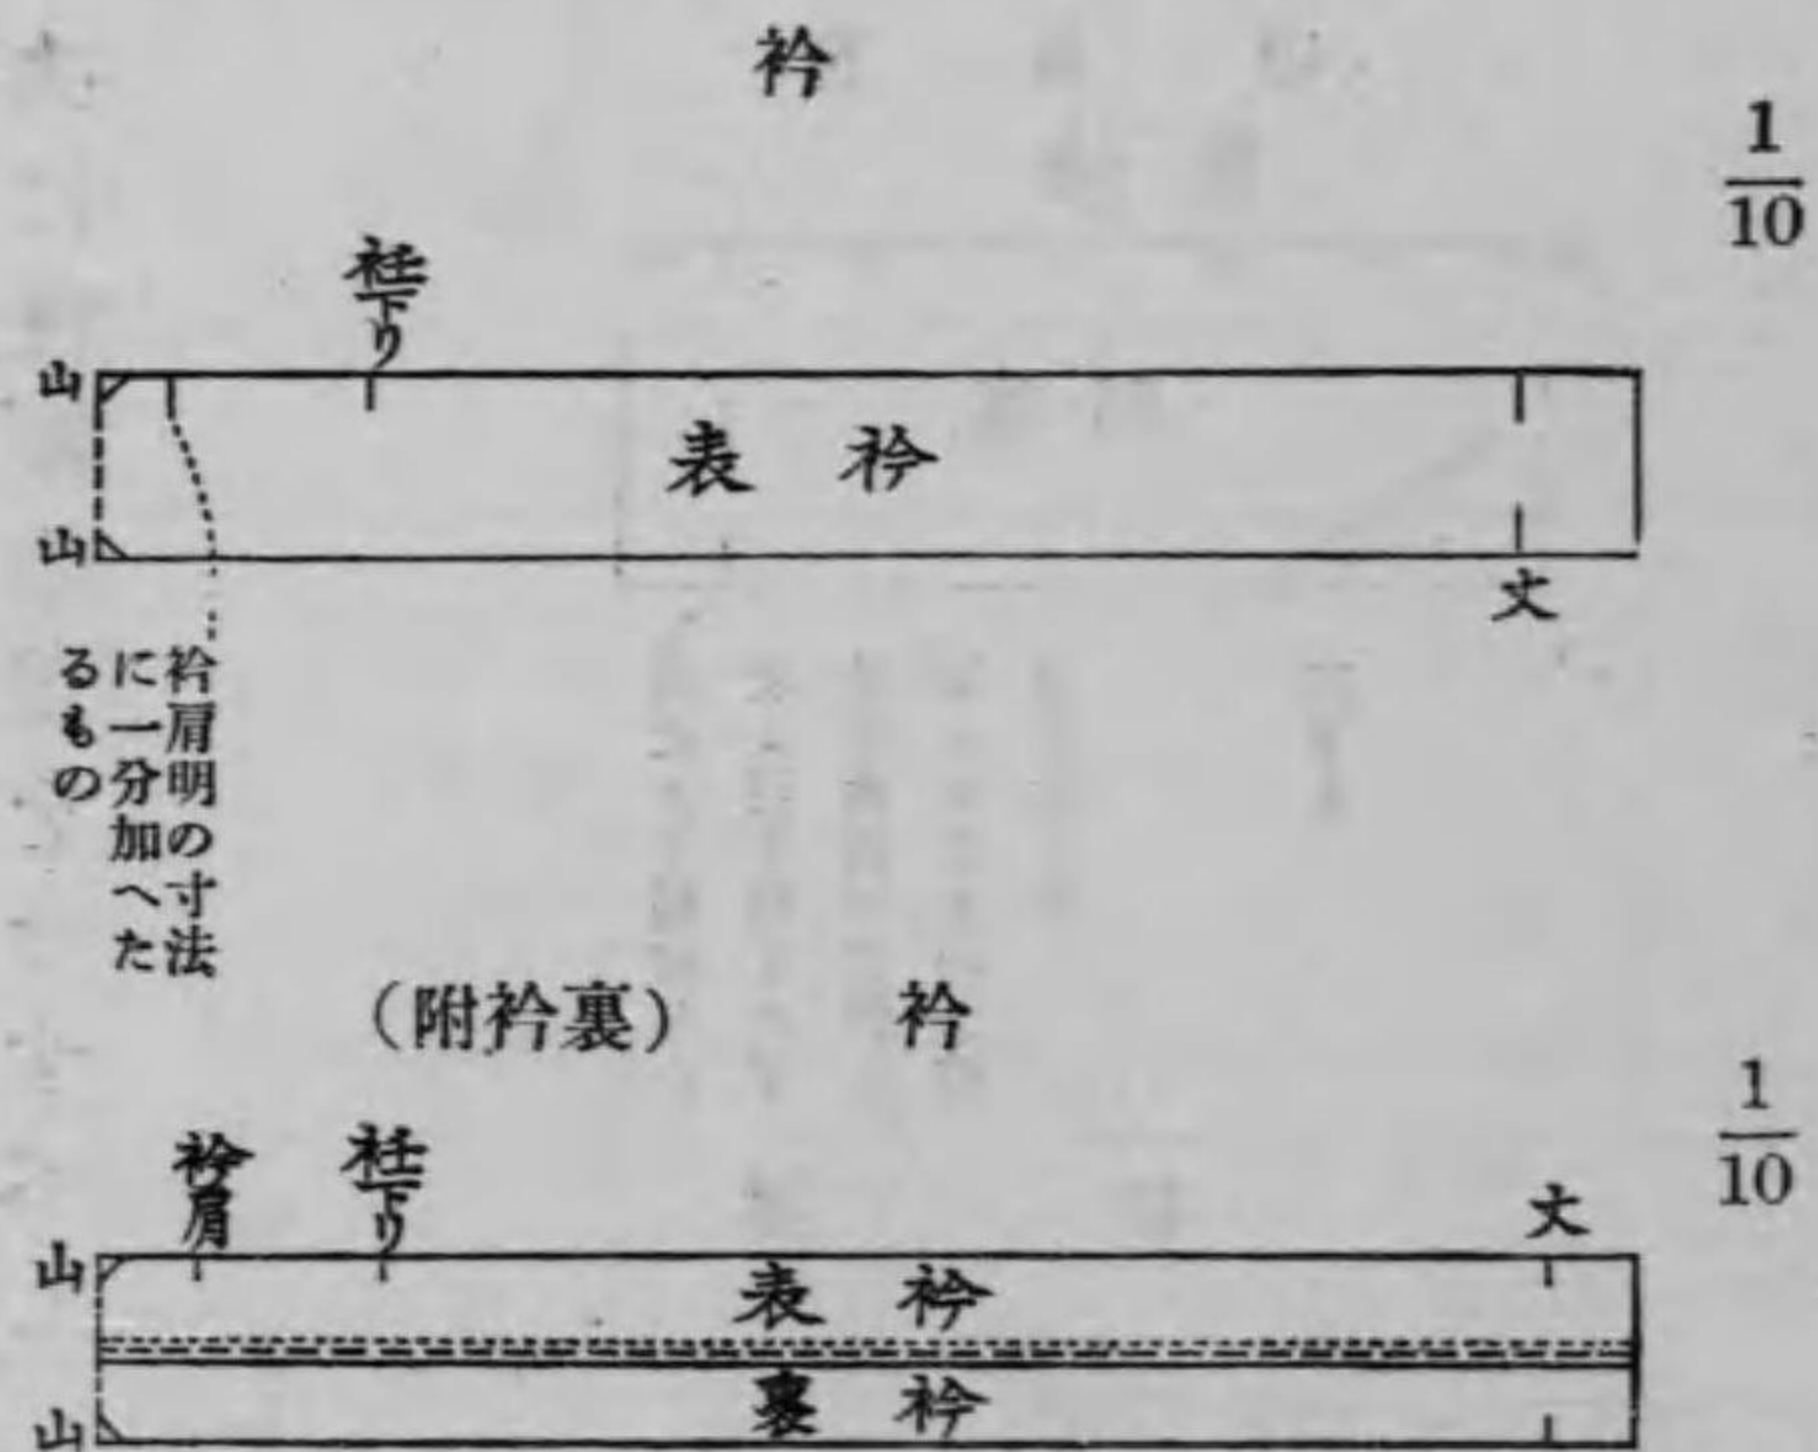 衿
1/10
衽下り
山
表衿
山
丈
衿肩明の寸法
に一分加へた
るもの
(附衿裏) 衿
1/10
衿肩
衽下り
丈
山
表衿
裏衿
山